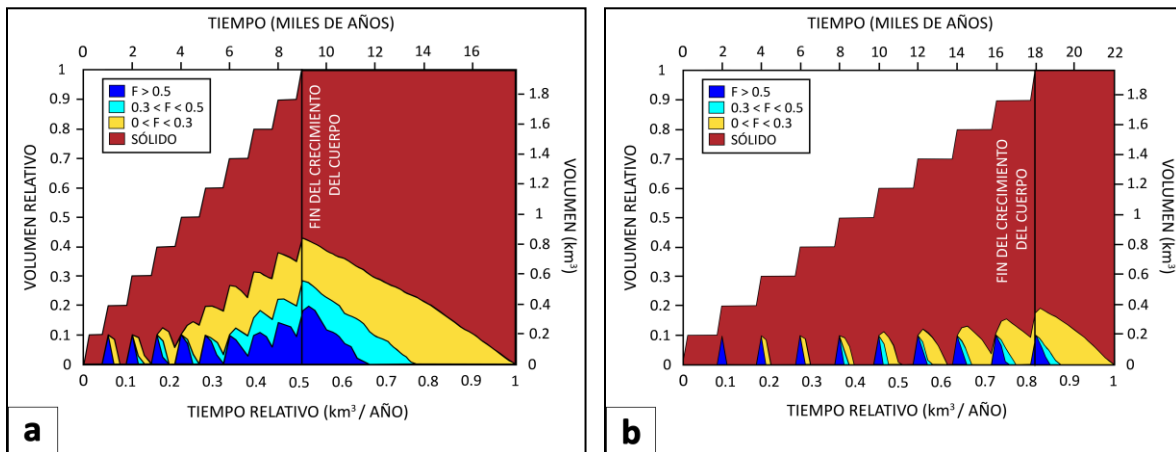 TIEMPO (MILES DE AÑOS)
0 2 4 6 8 10 12 14 16
1
0.9
0.8
0.7
0.6
0.5
0.4
0.3
0.2
0.1
0
VOLUMEN RELATIVO
F > 0.5
0.3 < F < 0.5
0 < F < 0.3
SÓLIDO
FIN DEL CRECIMIENTO
DEL CUERPO
1.8
1.6
1.4
1.2
1
0.8
0.6
0.4
0.2
0
VOLUMEN (km³)
0 0.1 0.2 0.3 0.4 0.5 0.6 0.7 0.8 0.9 1
TIEMPO RELATIVO (km³ / AÑO)
a
TIEMPO (MILES DE AÑOS)
0 2 4 6 8 10 12 14 16 18 20 22
1
0.9
0.8
0.7
0.6
0.5
0.4
0.3
0.2
0.1
0
VOLUMEN RELATIVO
F > 0.5
0.3 < F < 0.5
0 < F < 0.3
SÓLIDO
FIN DEL CRECIMIENTO
DEL CUERPO
1.8
1.6
1.4
1.2
1
0.8
0.6
0.4
0.2
0
VOLUMEN (km³)
0 0.1 0.2 0.3 0.4 0.5 0.6 0.7 0.8 0.9 1
TIEMPO RELATIVO (km³ / AÑO)
b